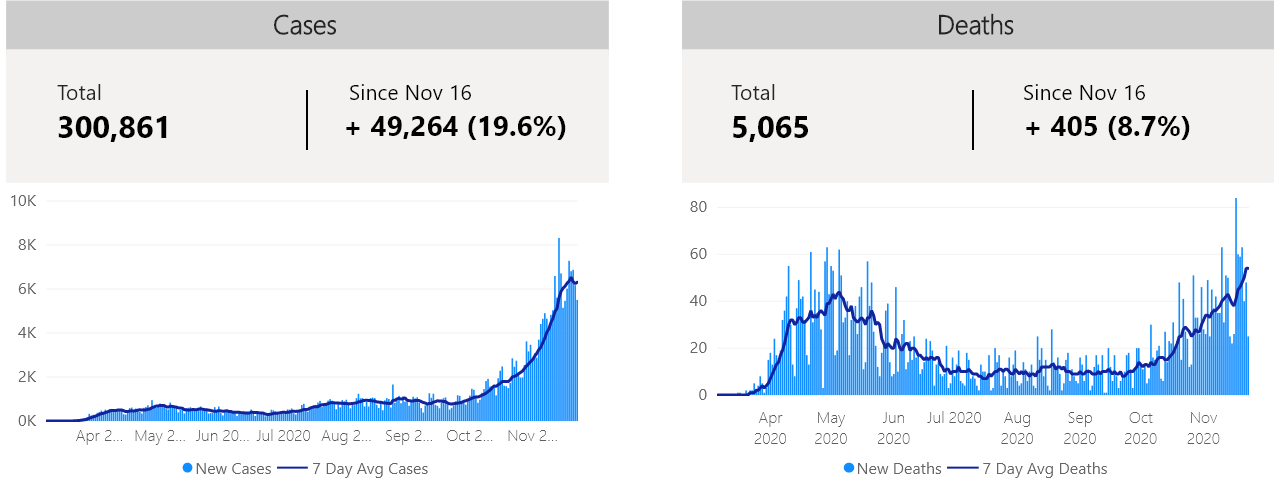 Cases
Total
300,861
Since Nov 16
+ 49,264 (19.6%)
10K
8K
6K
4K
2K
0K
Apr 2... May 2... Jun 20... Jul 2020 Aug 2... Sep 2... Oct 2... Nov 2...
New Cases 7 Day Avg Cases
Deaths
Total
5,065
Since Nov 16
+ 405 (8.7%)
80
60
40
20
0
Apr 2020 May 2020 Jun 2020 Jul 2020 Aug 2020 Sep 2020 Oct 2020 Nov 2020
New Deaths 7 Day Avg Deaths